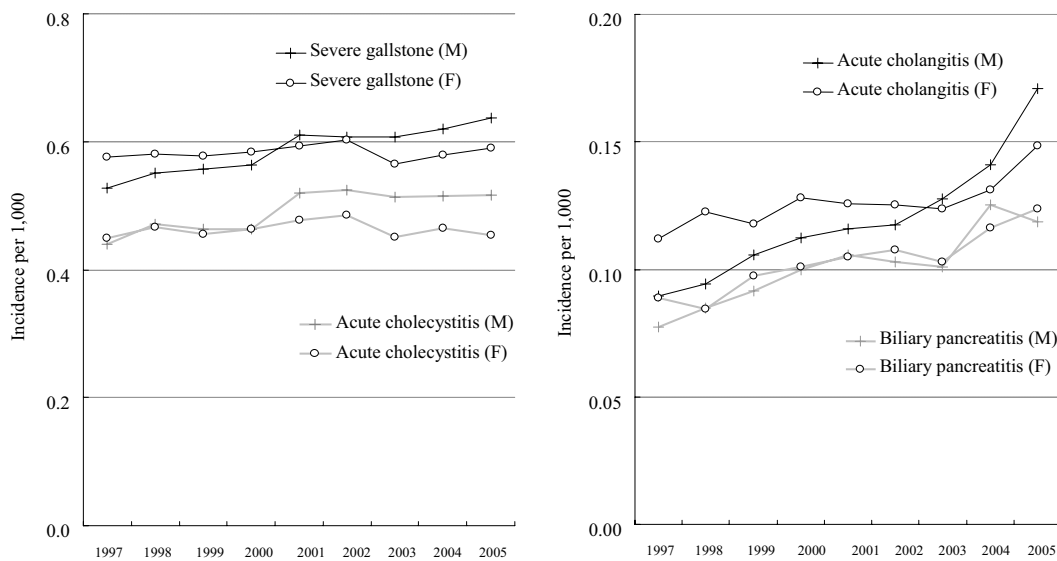 0.8
0.6
0.4
0.2
0.0
Incidence per 1,000
Severe gallstone (M)
Severe gallstone (F)
Acute cholecystitis (M)
Acute cholecystitis (F)
1997 1998 1999 2000 2001 2002 2003 2004 2005
0.20
0.15
0.10
0.05
0.00
Incidence per 1,000
Acute cholangitis (M)
Acute cholangitis (F)
Biliary pancreatitis (M)
Biliary pancreatitis (F)
1997 1998 1999 2000 2001 2002 2003 2004 2005